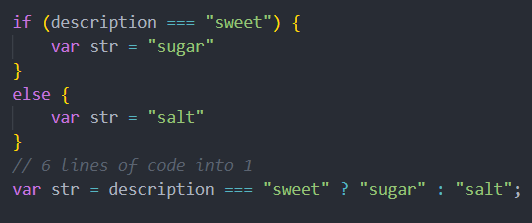 if (description === "sweet") {
    var str = "sugar"
}
else {
    var str = "salt"
}
// 6 lines of code into 1
var str = description === "sweet" ? "sugar" : "salt";